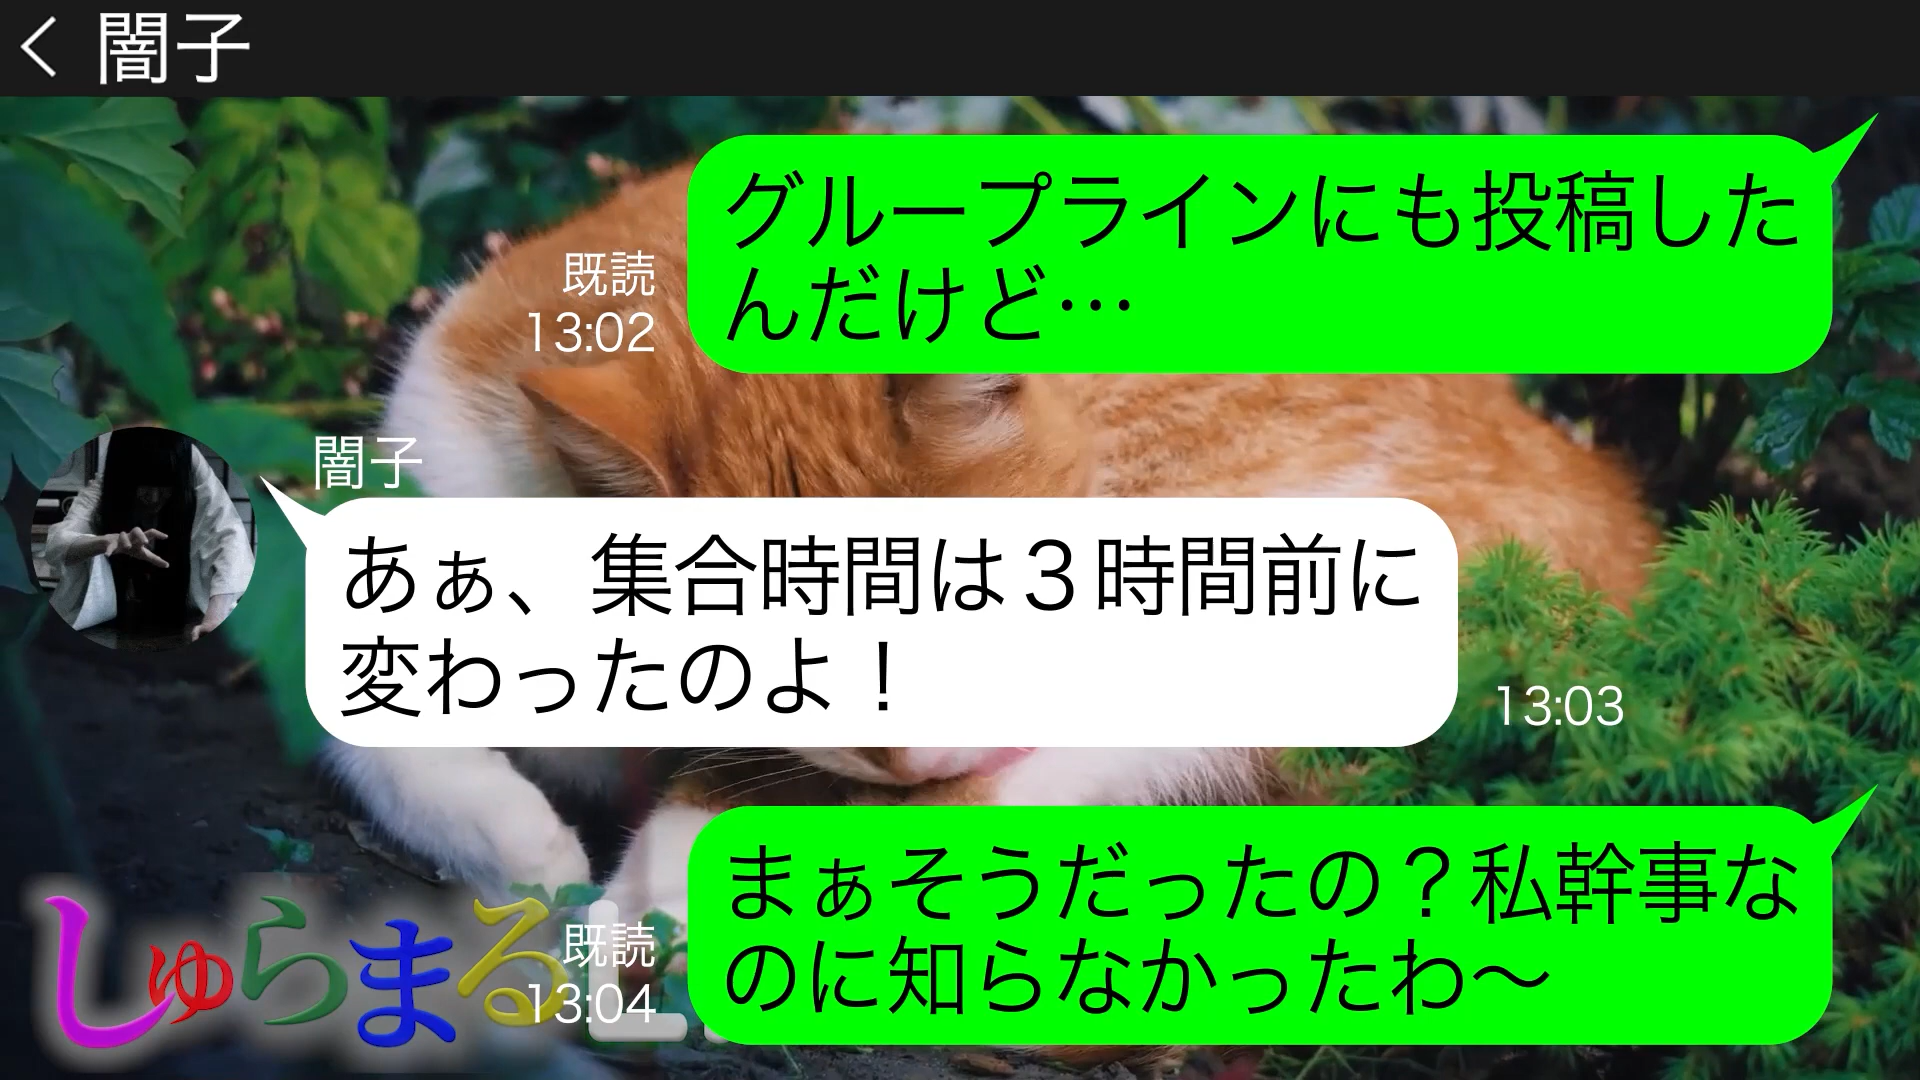 闇子
グループラインにも投稿した
んだけど…
既読
13:02
闇子
あぁ、集合時間は３時間前に
変わったのよ！
13:03
まぁそうだったの？私幹事な
のに知らなかったわ～
既読
13:04
しゅらまる